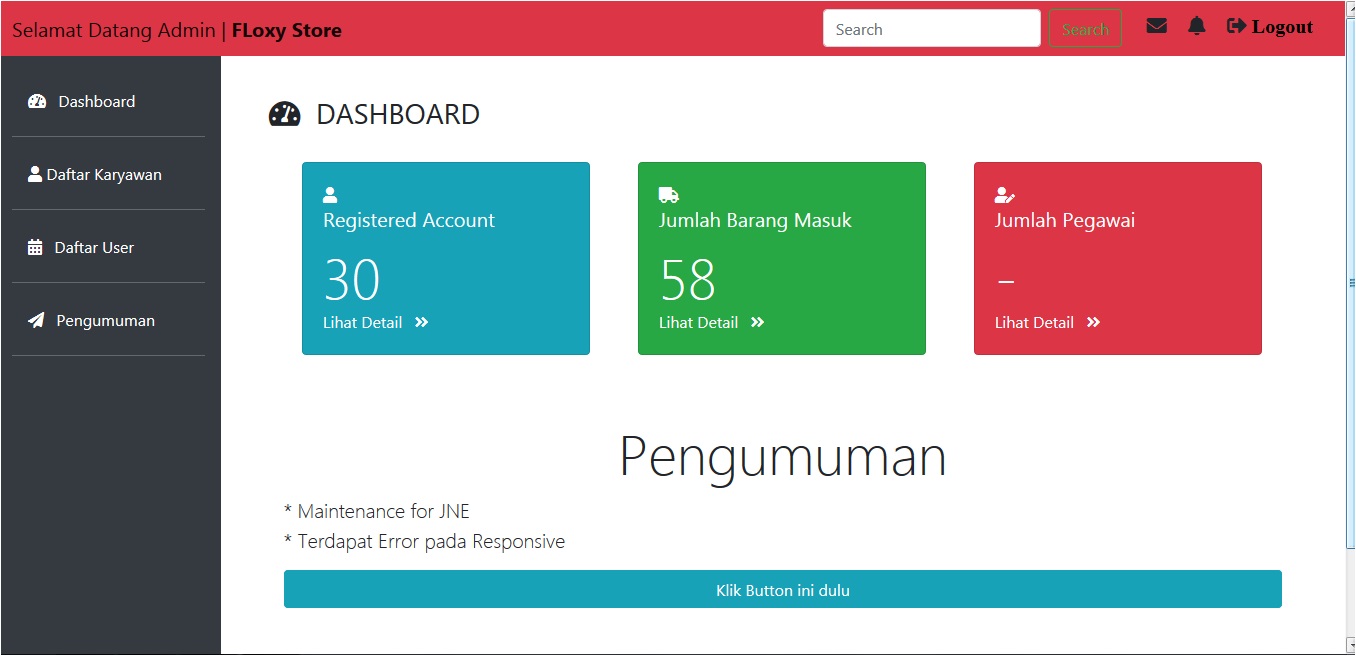 Selamat Datang Admin | FLoxy Store
Search
Search
Logout
Dashboard
Daftar Karyawan
Daftar User
Pengumuman
DASHBOARD
Registered Account
30
Lihat Detail
Jumlah Barang Masuk
58
Lihat Detail
Jumlah Pegawai
-
Lihat Detail
Pengumuman
* Maintenance for JNE
* Terdapat Error pada Responsive
Klik Button ini dulu